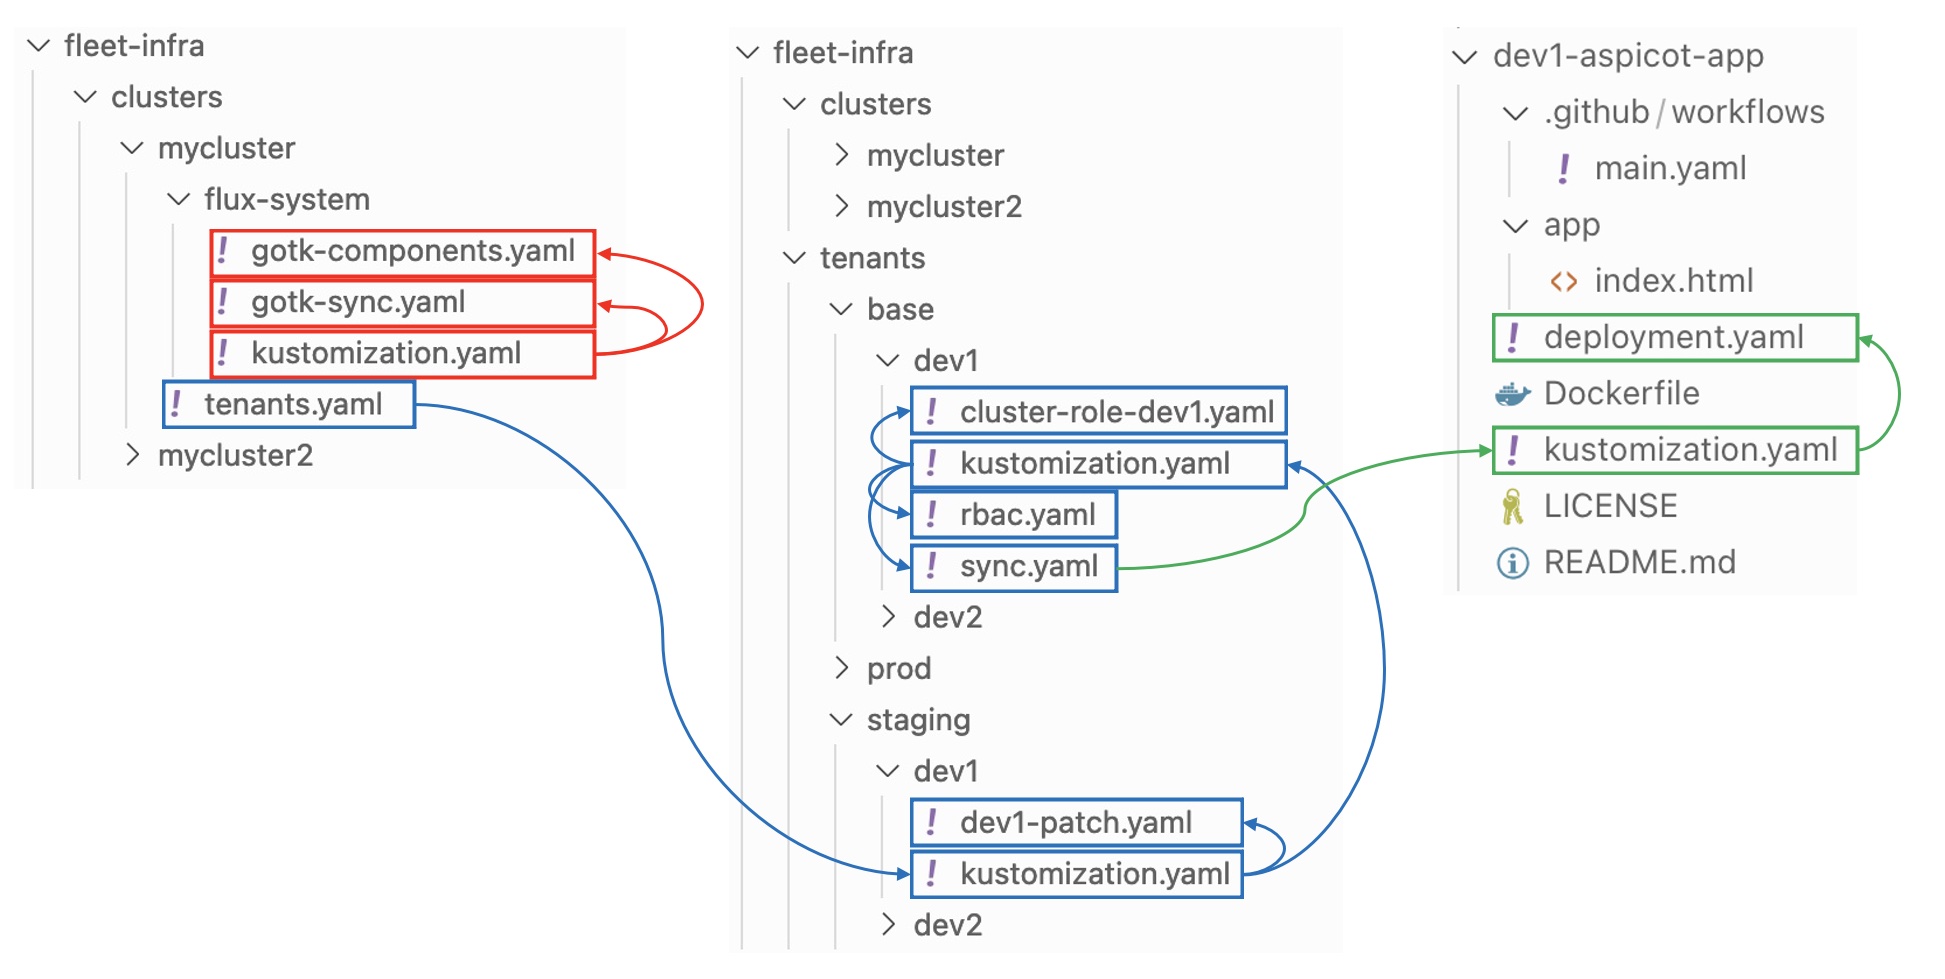 fleet-infra
clusters
mycluster
flux-system
! gotk-components.yaml
! gotk-sync.yaml
! kustomization.yaml
! tenants.yaml
mycluster2
fleet-infra
clusters
mycluster
mycluster2
tenants
base
dev1
! cluster-role-dev1.yaml
! kustomization.yaml
! rbac.yaml
! sync.yaml
dev2
prod
staging
dev1
! dev1-patch.yaml
! kustomization.yaml
dev2
dev1-aspicot-app
.github/workflows
! main.yaml
app
<> index.html
! deployment.yaml
Dockerfile
! kustomization.yaml
LICENSE
README.md